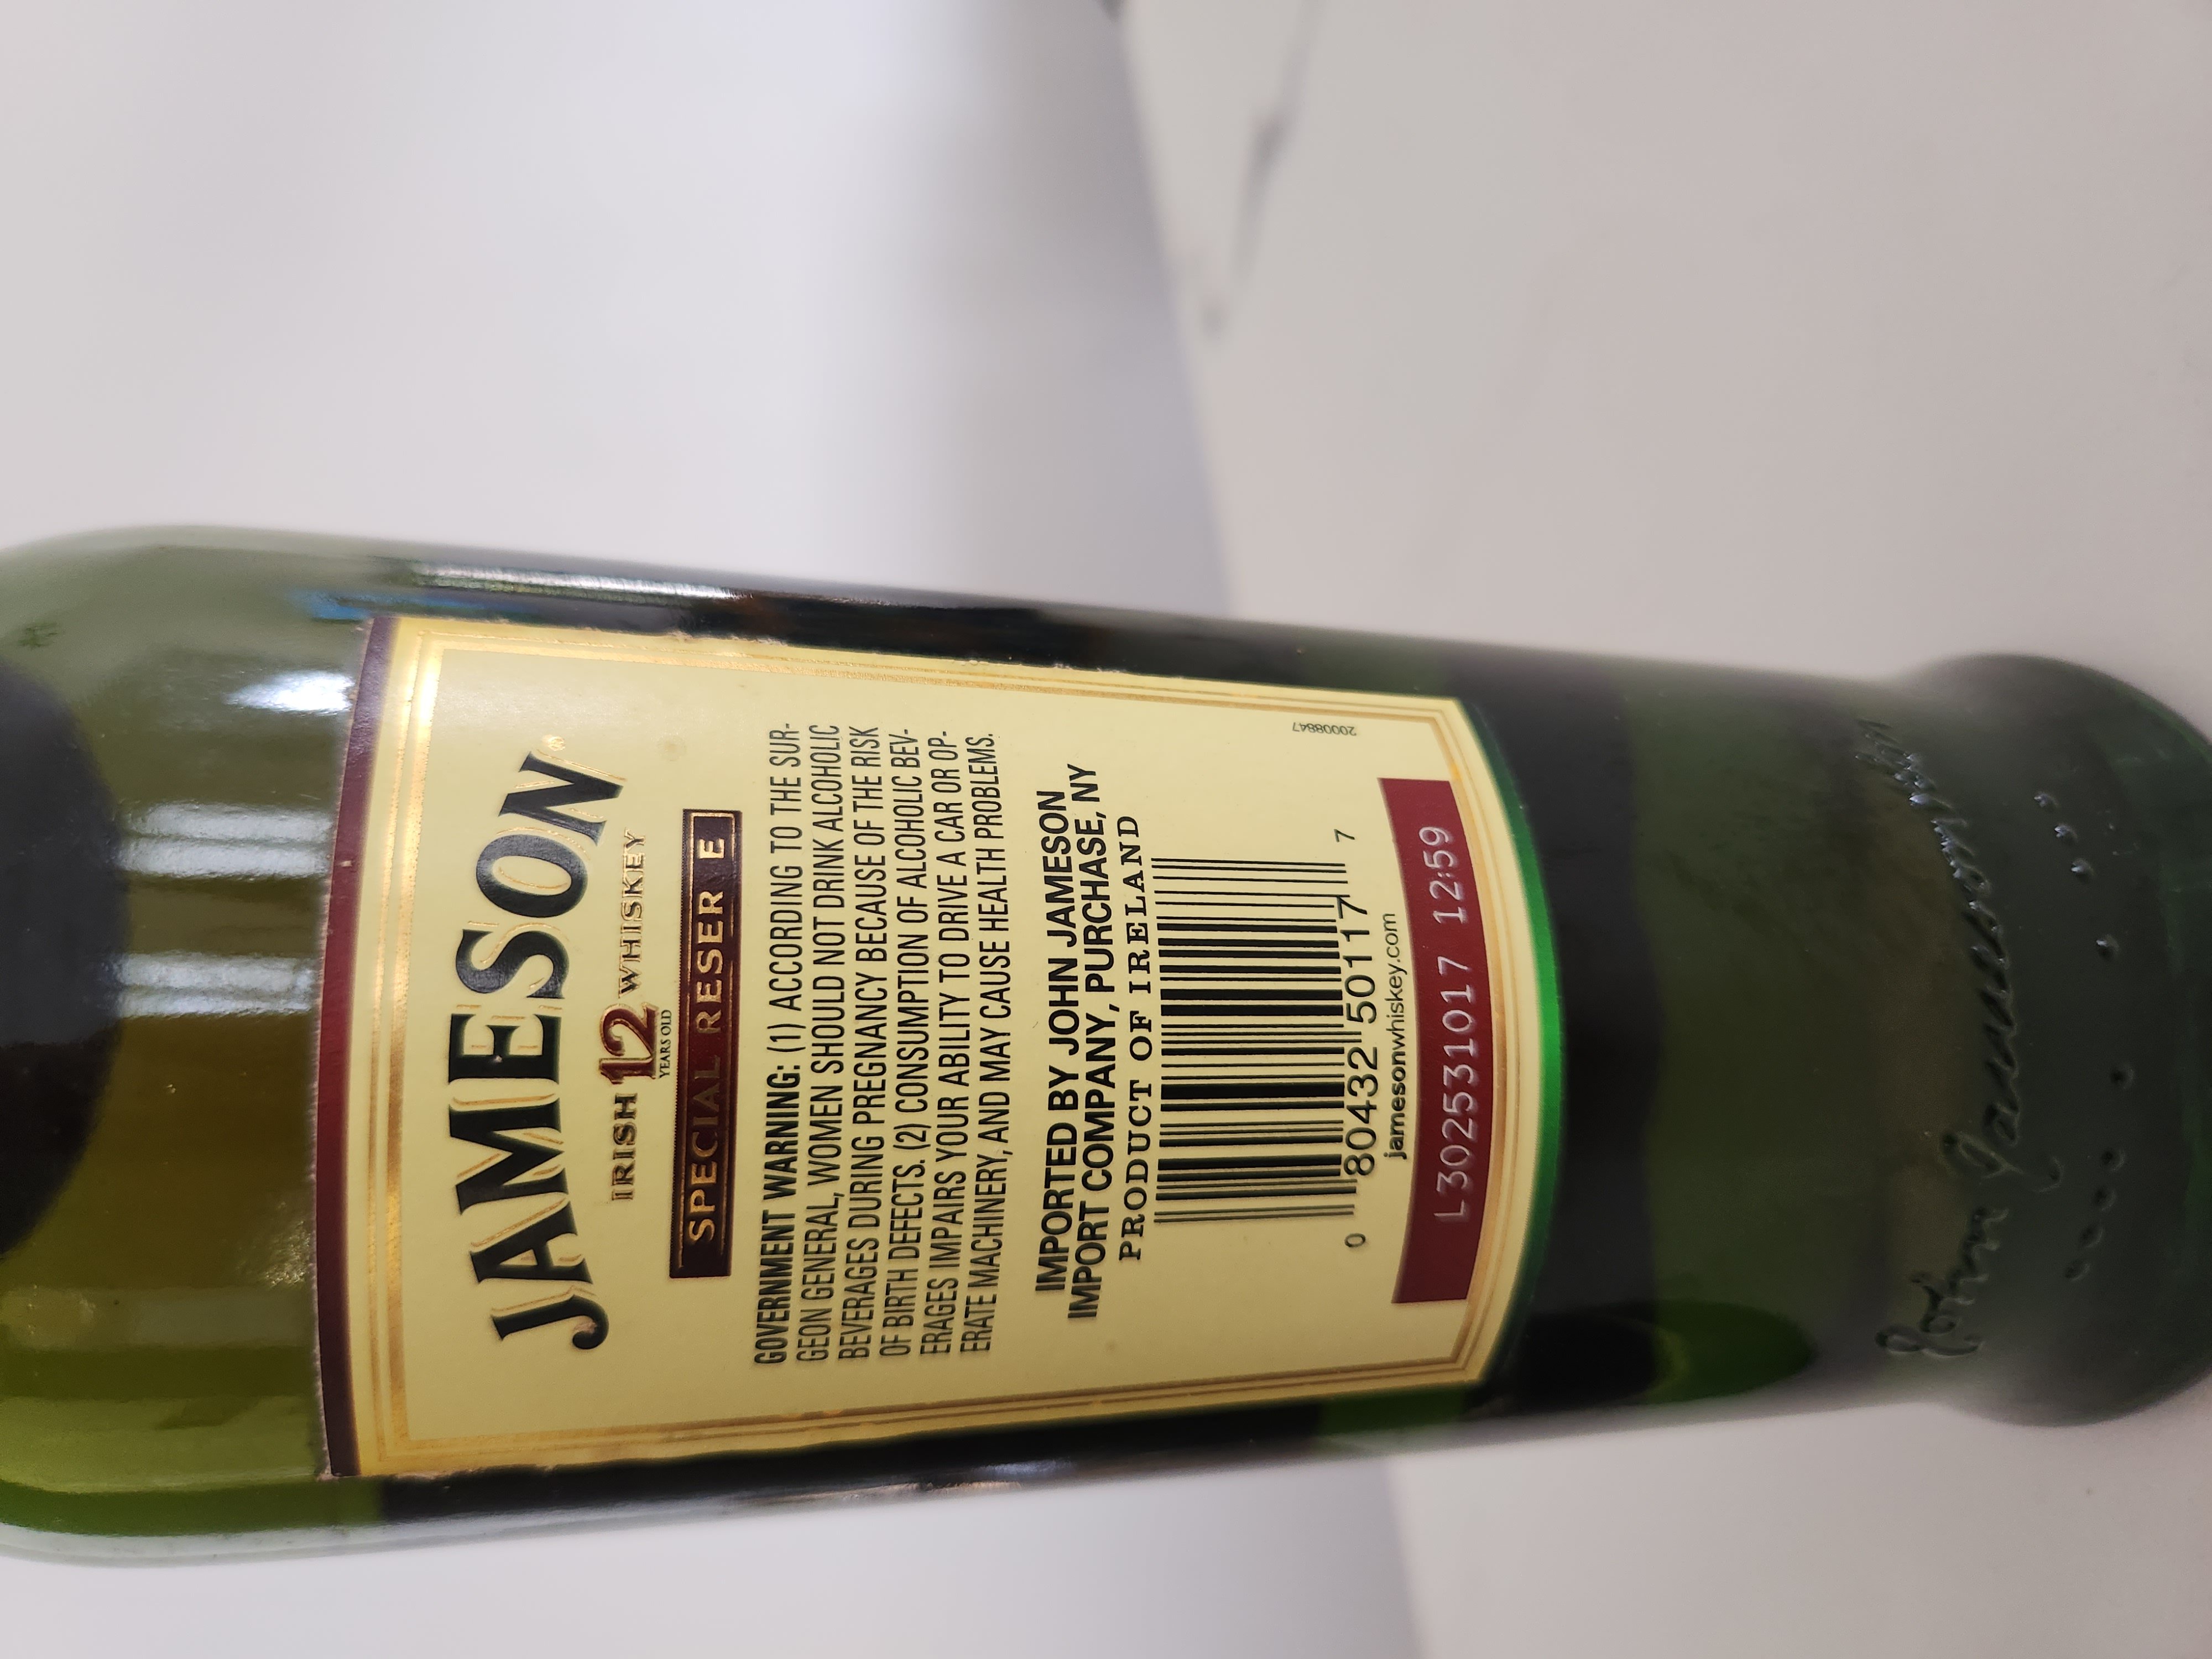 JAMESON®
IRISH 12 WHISKEY
YEARS OLD
SPECIAL RESER E
GOVERNMENT WARNING: (1) ACCORDING TO THE SUR-
GEON GENERAL, WOMEN SHOULD NOT DRINK ALCOHOLIC
BEVERAGES DURING PREGNANCY BECAUSE OF THE RISK
OF BIRTH DEFECTS. (2) CONSUMPTION OF ALCOHOLIC BEV-
ERAGES IMPAIRS YOUR ABILITY TO DRIVE A CAR OR OP-
ERATE MACHINERY, AND MAY CAUSE HEALTH PROBLEMS.
IMPORTED BY JOHN JAMESON
IMPORT COMPANY, PURCHASE, NY
PRODUCT OF IRELAND
20008847
0 80432 50117 7
jamesonwhiskey.com
L302531017 12:59
John Jameson